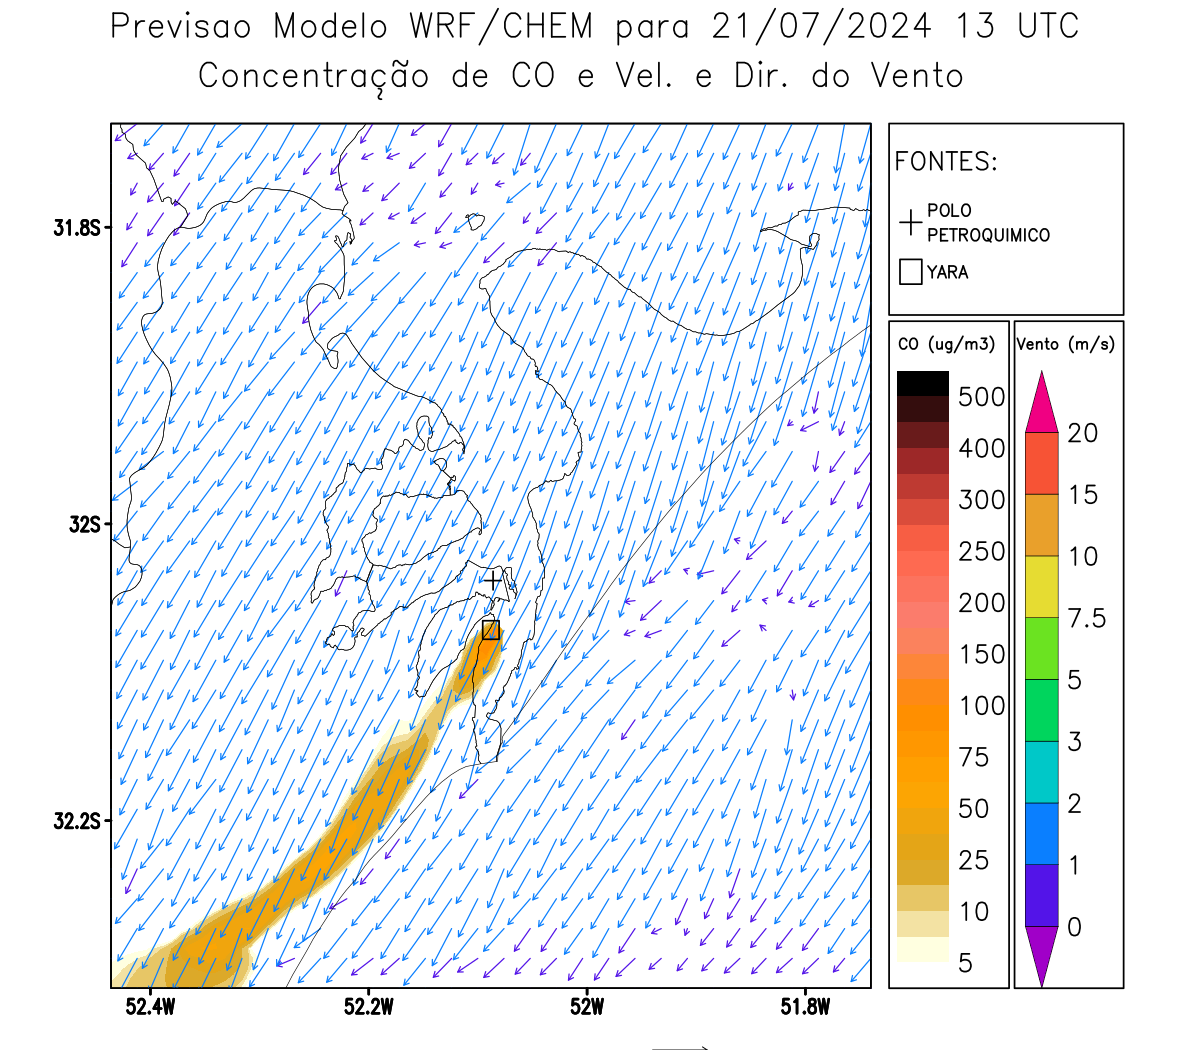 Previsao Modelo WRF/CHEM para 21/07/2024 13 UTC
Concentração de CO e Vel. e Dir. do Vento
FONTES:
POLO
PETROQUIMICO
YARA
CO (ug/m3)
500
400
300
250
200
150
100
75
50
25
10
5
Vento (m/s)
20
15
10
7.5
5
3
2
1
0
31.8S
32S
32.2S
52.4W
52.2W
52W
51.8W